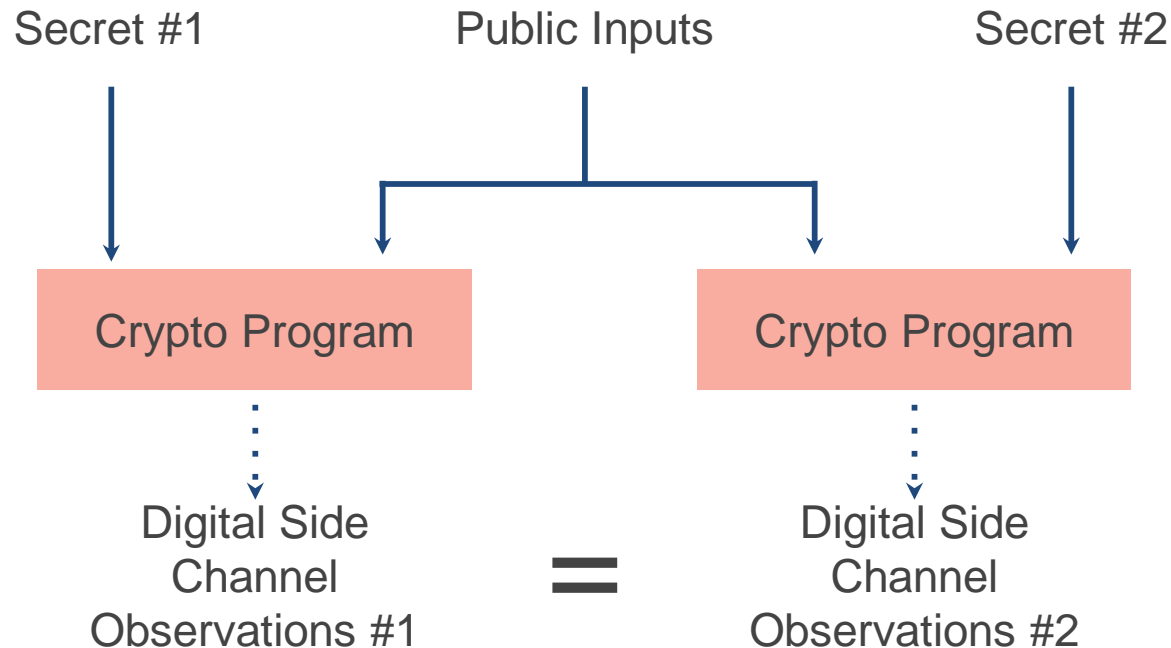 Secret #1
Public Inputs
Secret #2
Crypto Program
Crypto Program
Digital Side
Channel
Observations #1
=
Digital Side
Channel
Observations #2